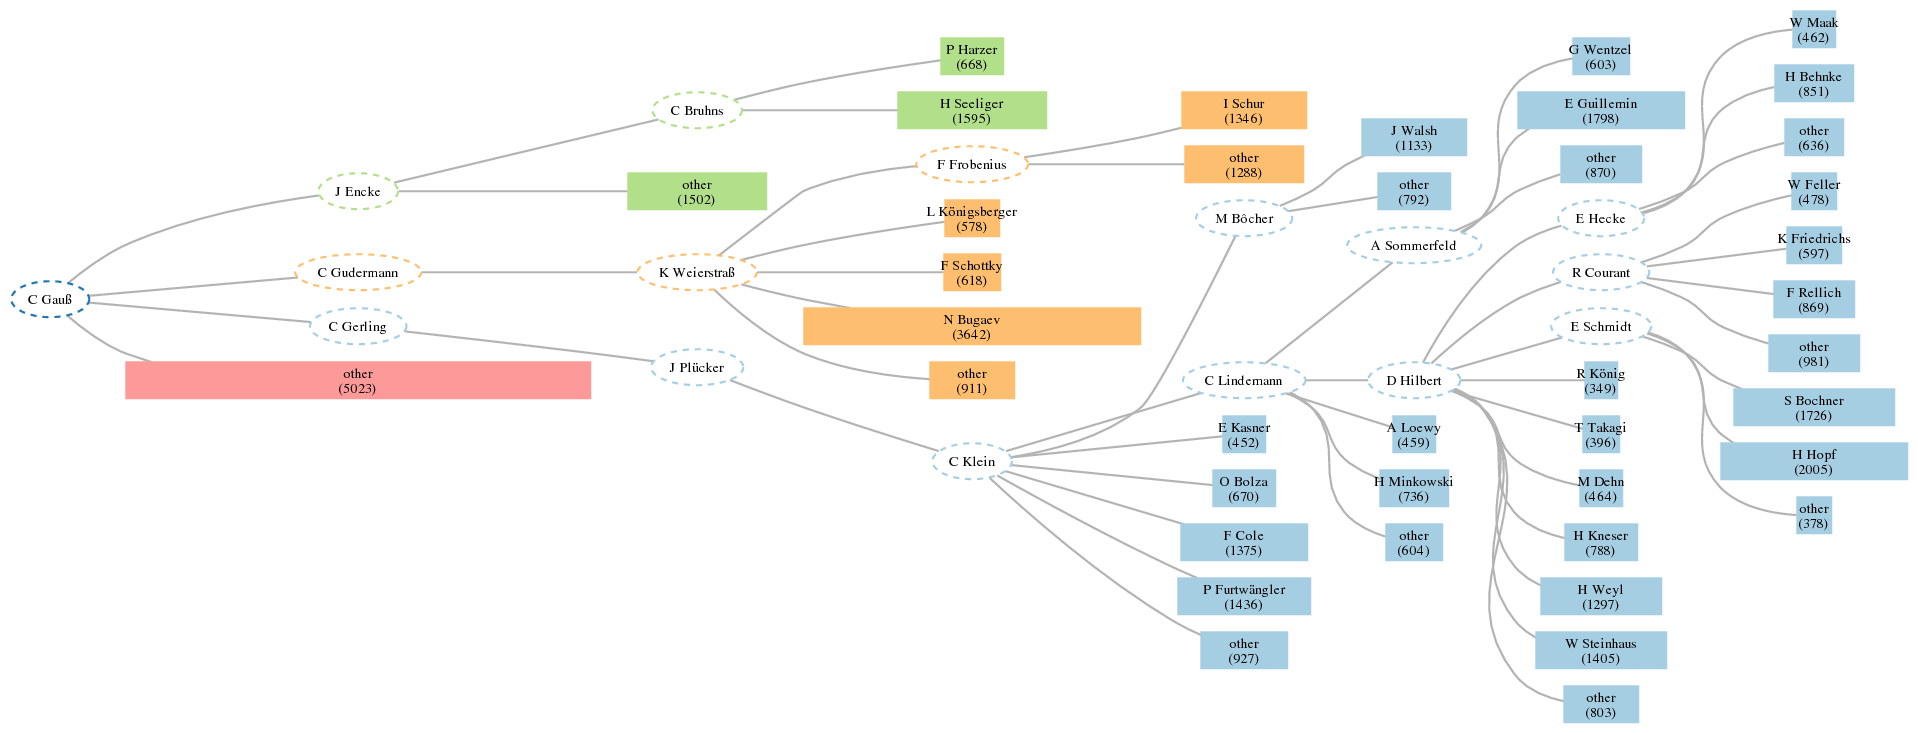 C Gauß
J Encke
C Gudermann
C Gerling
other
(5023)
C Bruhns
other
(1502)
K Weierstraß
J Plücker
P Harzer
(668)
H Seeliger
(1595)
F Frobenius
L Königsberger
(578)
F Schottky
(618)
N Bugaev
(3642)
other
(911)
C Klein
I Schur
(1346)
other
(1288)
M Bôcher
C Lindemann
E Kasner
(452)
O Bolza
(670)
F Cole
(1375)
P Furtwängler
(1436)
other
(927)
J Walsh
(1133)
other
(792)
A Sommerfeld
D Hilbert
A Loewy
(459)
H Minkowski
(736)
other
(604)
G Wentzel
(603)
E Guillemin
(1798)
other
(870)
E Hecke
R Courant
E Schmidt
R König
(349)
T Takagi
(396)
M Dehn
(464)
H Kneser
(788)
H Weyl
(1297)
W Steinhaus
(1405)
other
(803)
W Maak
(462)
H Behnke
(851)
other
(636)
W Feller
(478)
K Friedrichs
(597)
F Rellich
(869)
other
(981)
S Bochner
(1726)
H Hopf
(2005)
other
(378)